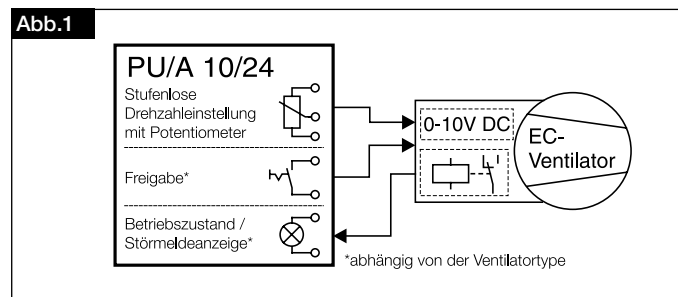 Abb.1
PU/A 10/24
Stufenlose
Drehzahleinstellung
mit Potentiometer
Freigabe*
Betriebszustand /
Störmeldeanzeige*
0-10V DC
EC-
Ventilator
*abhängig von der Ventilatortype